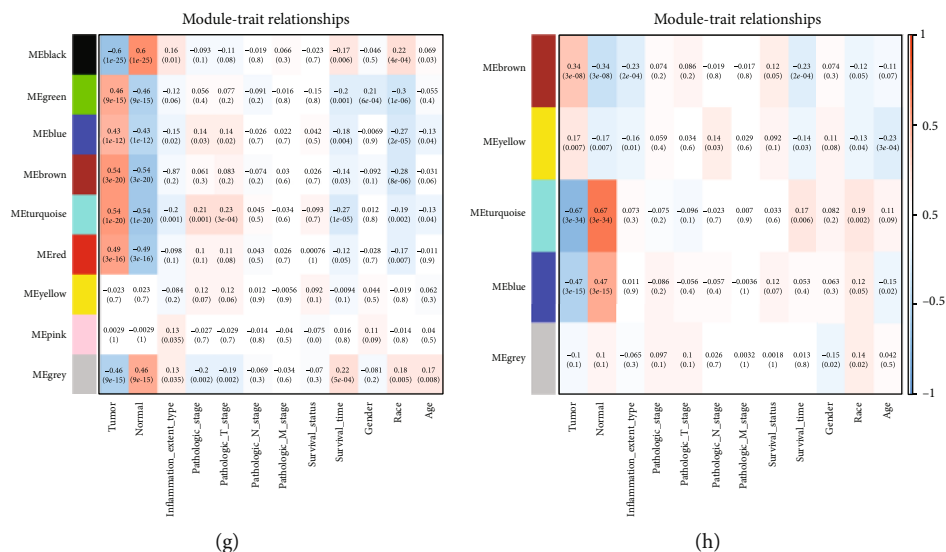 Module-trait relationships
MEblack −0.6 0.6 0.16 −0.093 −0.11 −0.019 0.066 −0.023 −0.17 −0.046 0.22 0.069
(1e-25) (1e-25) (0.01) (0.1) (0.08) (0.8) (0.3) (0.7) (0.006) (0.5) (4e-04) (0.03)
MEgreen 0.46 −0.46 −0.12 0.056 0.077 −0.091 −0.016 −0.015 −0.2 0.21 −0.3 −0.055
(9e-15) (9e-15) (0.06) (0.4) (0.2) (0.2) (0.8) (0.8) (0.001) (6e-04) (1e-06) (0.4)
MEblue 0.43 −0.43 −0.15 0.14 0.14 −0.026 −0.022 0.042 −0.18 −0.0069 −0.27 −0.13
(1e-12) (1e-12) (0.02) (0.03) (0.02) (0.7) (0.7) (0.5) (0.004) (0.9) (2e-05) (0.04)
MEbrown 0.54 −0.54 −0.87 0.061 0.083 −0.074 0.03 0.026 −0.14 −0.092 −0.28 −0.031
(3e-20) (3e-20) (0.2) (0.3) (0.2) (0.2) (0.6) (0.7) (0.03) (0.1) (8e-06) (0.6)
MEturquoise 0.54 −0.54 −0.2 0.21 0.23 0.045 −0.034 −0.093 −0.27 0.012 −0.19 −0.13
(1e-20) (1e-20) (0.001) (0.001) (3e-04) (0.5) (0.6) (0.7) (1e-05) (0.8) (0.002) (0.04)
MEred 0.49 −0.49 −0.098 0.1 0.11 0.043 0.026 0.00076 −0.12 −0.028 −0.17 −0.011
(3e-16) (3e-16) (0.1) (0.1) (0.08) (0.5) (0.7) (1) (0.05) (0.7) (0.007) (0.9)
MEyellow −0.023 0.023 −0.084 0.12 0.12 0.012 −0.0056 0.092 −0.0094 0.044 −0.019 0.062
(0.7) (0.7) (0.2) (0.07) (0.06) (0.9) (0.9) (0.1) (0.1) (0.5) (0.8) (0.3)
MEpink 0.0029 −0.0029 0.13 −0.027 −0.029 −0.014 −0.04 −0.075 0.016 0.11 −0.014 0.04
(1) (1) (0.035) (0.7) (0.7) (0.8) (0.5) (0.0) (0.8) (0.09) (0.8) (0.5)
MEgrey −0.46 0.46 0.13 −0.2 −0.19 −0.069 −0.034 −0.07 0.22 −0.081 0.18 0.17
(9e-15) (9e-15) (0.035) (0.002) (0.002) (0.3) (0.6) (0.3) (5e-04) (0.2) (0.005) (0.008)
Tumor
Normal
Inflammation_extent_type
Pathologic_stage
Pathologic_T_stage
Pathologic_N_stage
Pathologic_M_stage
Survival_status
Survival_time
Gender
Race
Age
(g)
Module-trait relationships
MEbrown 0.34 −0.34 −0.23 0.074 0.086 −0.019 −0.017 0.12 −0.23 0.074 −0.12 −0.11
(3e-08) (3e-08) (2e-04) (0.2) (0.2) (0.8) (0.8) (0.05) (2e-04) (0.3) (0.05) (0.07)
MEyellow 0.17 −0.17 −0.16 0.059 0.034 0.14 0.029 0.092 −0.14 0.11 −0.13 −0.23
(0.007) (0.007) (0.01) (0.4) (0.6) (0.03) (0.6) (0.1) (0.03) (0.08) (0.04) (3e-04)
MEturquoise −0.67 0.67 0.073 −0.075 −0.096 −0.023 0.007 0.033 0.17 0.082 0.19 0.11
(3e-34) (3e-34) (0.3) (0.2) (0.1) (0.7) (0.9) (0.6) (0.006) (0.2) (0.002) (0.09)
MEblue −0.47 0.47 0.011 −0.086 −0.056 −0.057 −0.0036 0.12 0.053 0.063 0.12 −0.15
(3e-15) (3e-15) (0.9) (0.2) (0.4) (0.4) (1) (0.07) (0.4) (0.3) (0.05) (0.02)
MEgrey −0.1 0.1 −0.065 0.097 0.1 0.026 0.0032 0.0018 0.013 −0.15 0.14 0.042
(0.1) (0.1) (0.3) (0.1) (0.1) (0.7) (1) (1) (0.8) (0.02) (0.02) (0.5)
Tumor
Normal
Inflammation_extent_type
Pathologic_stage
Pathologic_T_stage
Pathologic_N_stage
Pathologic_M_stage
Survival_status
Survival_time
Gender
Race
Age
1
0.5
0
−0.5
−1
(h)